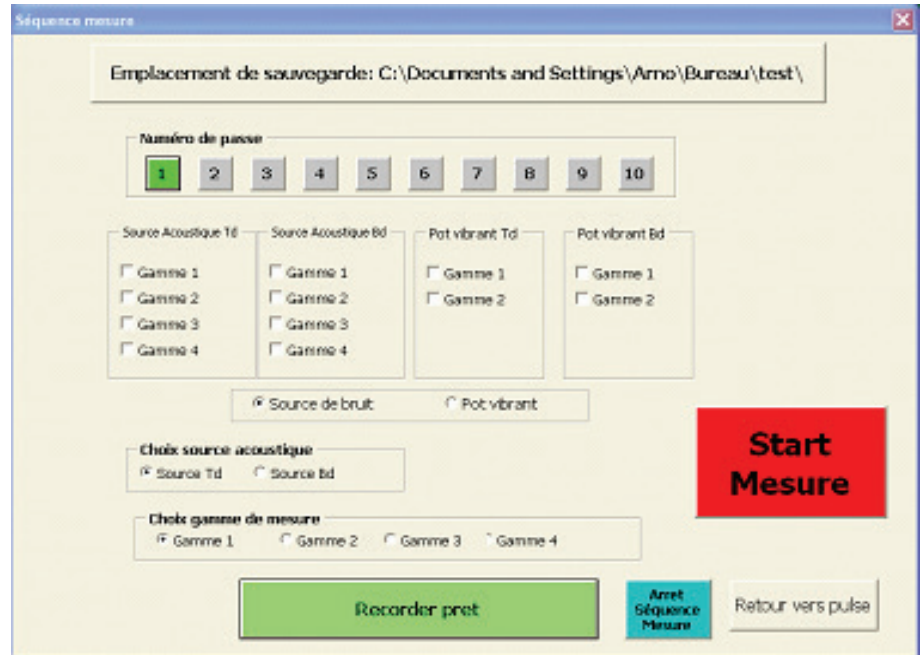 Séquence mesure
Emplacement de sauvegarde: C:\Documents and Settings\Arno\Bureau\test\
Numéro de passe
1 2 3 4 5 6 7 8 9 10
Source Acoustique Td Source Acoustique Bd Pot vibrant Td Pot vibrant Bd
Gamme 1 Gamme 1 Gamme 1 Gamme 1
Gamme 2 Gamme 2 Gamme 2 Gamme 2
Gamme 3 Gamme 3
Gamme 4 Gamme 4
Source de bruit Pot vibrant
Choix source acoustique
Source Td Source Bd
Start
Mesure
Choix gamme de mesure
Gamme 1 Gamme 2 Gamme 3 Gamme 4
Recorder pret
Arret
Séquence
Mesure
Retour vers pulse